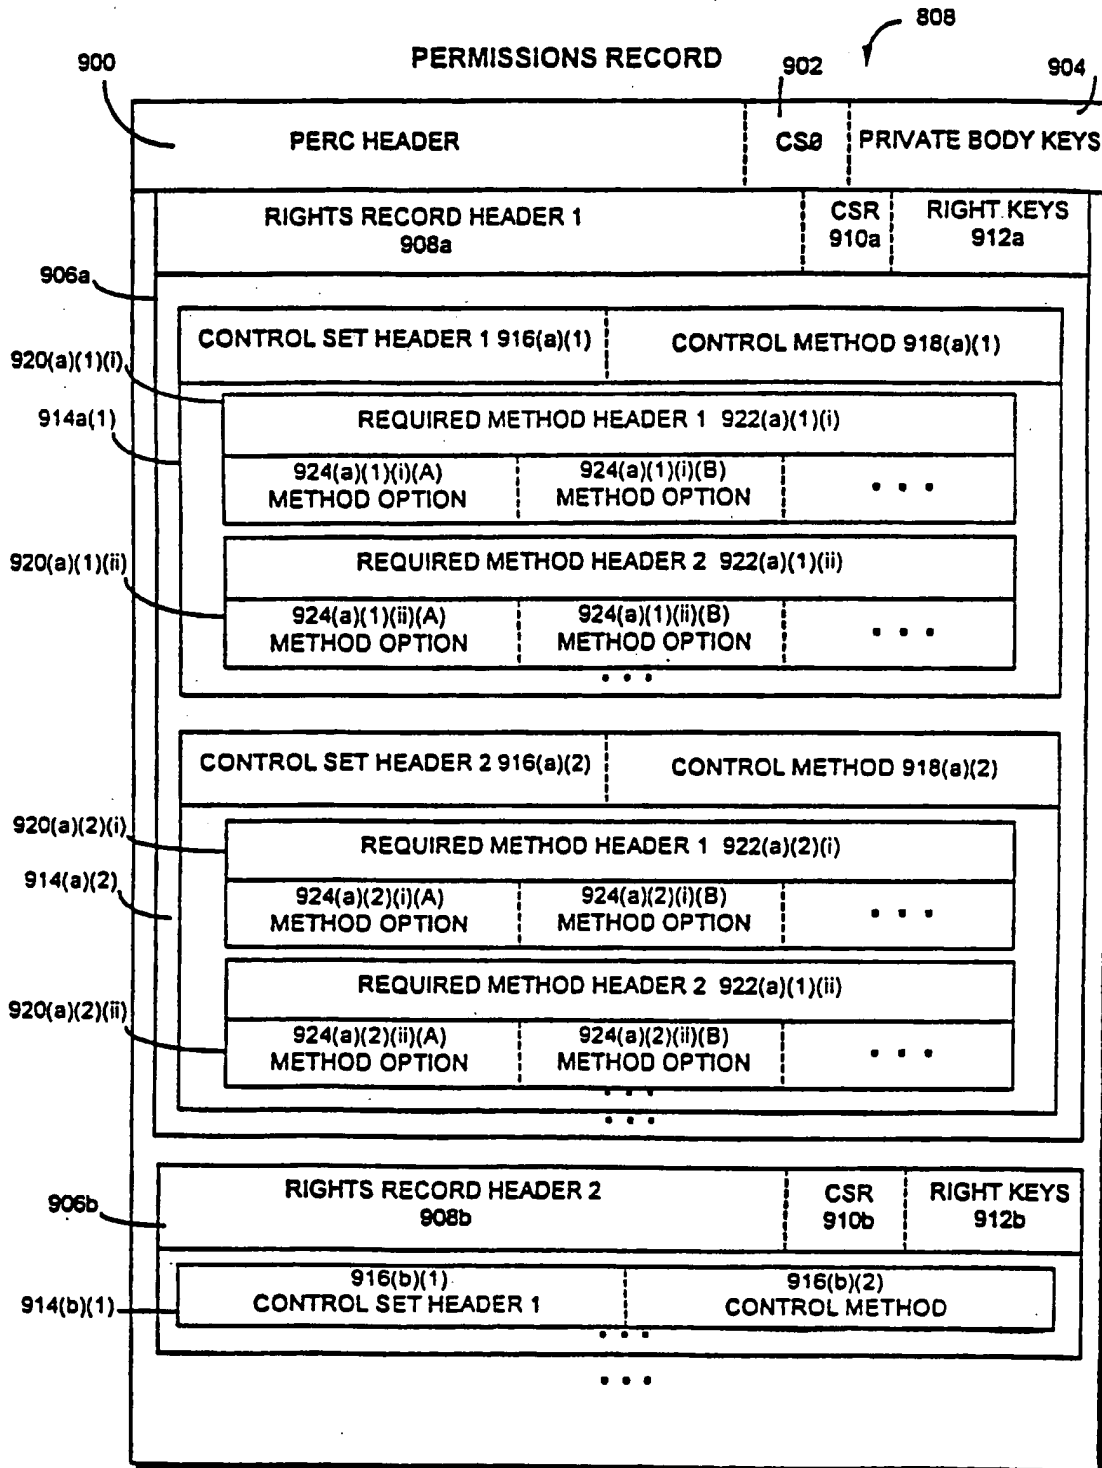 808
PERMISSIONS RECORD
900
902
904
PERC HEADER
CS0
PRIVATE BODY KEYS
RIGHTS RECORD HEADER 1
908a
CSR
910a
RIGHT KEYS
912a
906a
CONTROL SET HEADER 1 916(a)(1)
CONTROL METHOD 918(a)(1)
920(a)(1)(i)
914a(1)
REQUIRED METHOD HEADER 1 922(a)(1)(i)
924(a)(1)(i)(A)
METHOD OPTION
924(a)(1)(i)(B)
METHOD OPTION
. . .
920(a)(1)(ii)
REQUIRED METHOD HEADER 2 922(a)(1)(ii)
924(a)(1)(ii)(A)
METHOD OPTION
924(a)(1)(ii)(B)
METHOD OPTION
. . .
. . .
CONTROL SET HEADER 2 916(a)(2)
CONTROL METHOD 918(a)(2)
920(a)(2)(i)
914(a)(2)
REQUIRED METHOD HEADER 1 922(a)(2)(i)
924(a)(2)(i)(A)
METHOD OPTION
924(a)(2)(i)(B)
METHOD OPTION
. . .
920(a)(2)(ii)
REQUIRED METHOD HEADER 2 922(a)(1)(ii)
924(a)(2)(ii)(A)
METHOD OPTION
924(a)(2)(ii)(B)
METHOD OPTION
. . .
. . .
. . .
906b
RIGHTS RECORD HEADER 2
908b
CSR
910b
RIGHT KEYS
912b
914(b)(1)
916(b)(1)
CONTROL SET HEADER 1
916(b)(2)
CONTROL METHOD
. . .
. . .